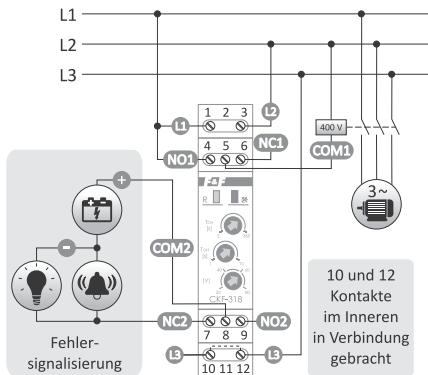 L1
L2
L3
1 2 3
L1
L2
4 5 6
NO1
NC1
COM1
400 V
3~
F&F
R
Ton
[s]
Toff
[s]
[V]
CKF-318
+
-
COM2
NC2
NO2
7 8 9
L3
L3
10 11 12
Fehler-
signalisierung
10 und 12
Kontakte
im Inneren
in Verbindung
gebracht